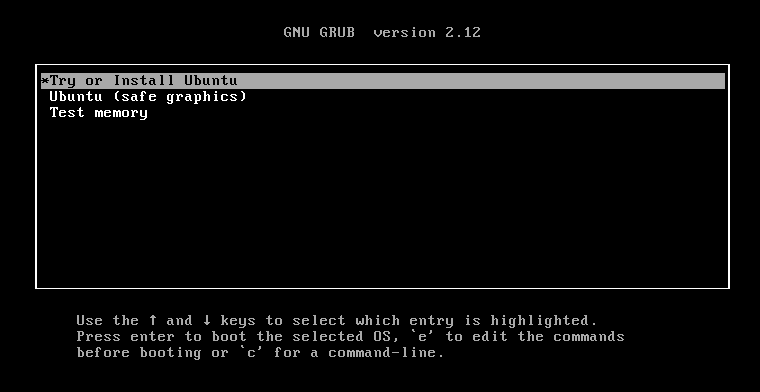 GNU GRUB  version 2.12
*Try or Install Ubuntu
Ubuntu (safe graphics)
Test memory
Use the ↑ and ↓ keys to select which entry is highlighted.
Press enter to boot the selected OS, `e' to edit the commands
before booting or `c' for a command-line.